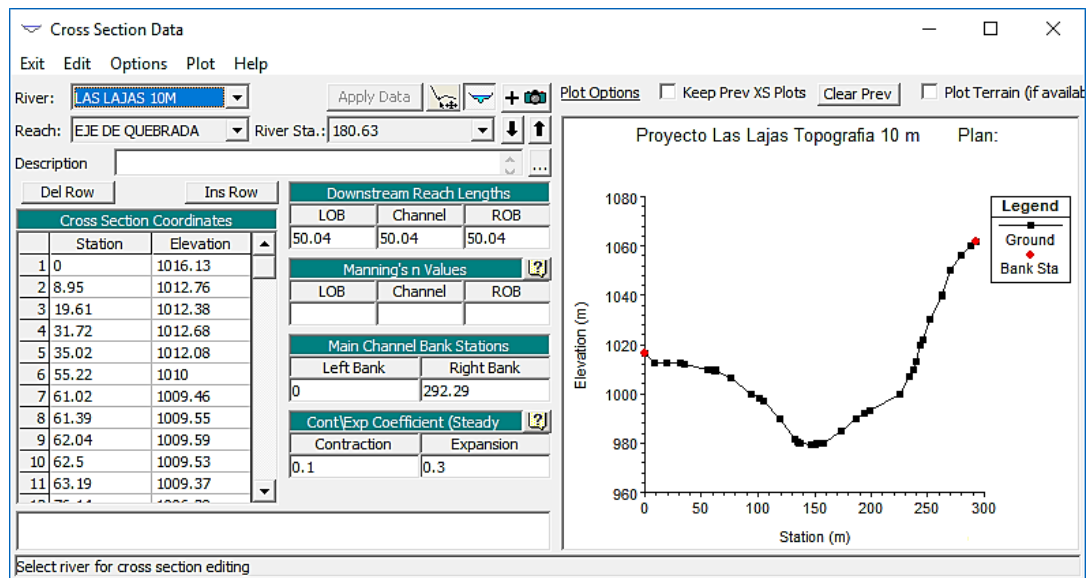 Cross Section Data
Exit Edit Options Plot Help
River: LAS LAJAS 10M Apply Data
Reach: EJE DE QUEBRADA River Sta.: 180.63
Description ...
Del Row Ins Row
Cross Section Coordinates
Station Elevation
1 0 1016.13
2 8.95 1012.76
3 19.61 1012.38
4 31.72 1012.68
5 35.02 1012.08
6 55.22 1010
7 61.02 1009.46
8 61.39 1009.55
9 62.04 1009.59
10 62.5 1009.53
11 63.19 1009.37
Downstream Reach Lengths
LOB Channel ROB
50.04 50.04 50.04
Manning's n Values
LOB Channel ROB
Main Channel Bank Stations
Left Bank Right Bank
0 292.29
Cont\Exp Coefficient (Steady
Contraction Expansion
0.1 0.3
Plot Options Keep Prev XS Plots Clear Prev Plot Terrain (if availab
Proyecto Las Lajas Topografia 10 m Plan:
Elevation (m)
1080
1060
1040
1020
1000
980
960
0 50 100 150 200 250 300
Station (m)
Legend
Ground
Bank Sta
Select river for cross section editing